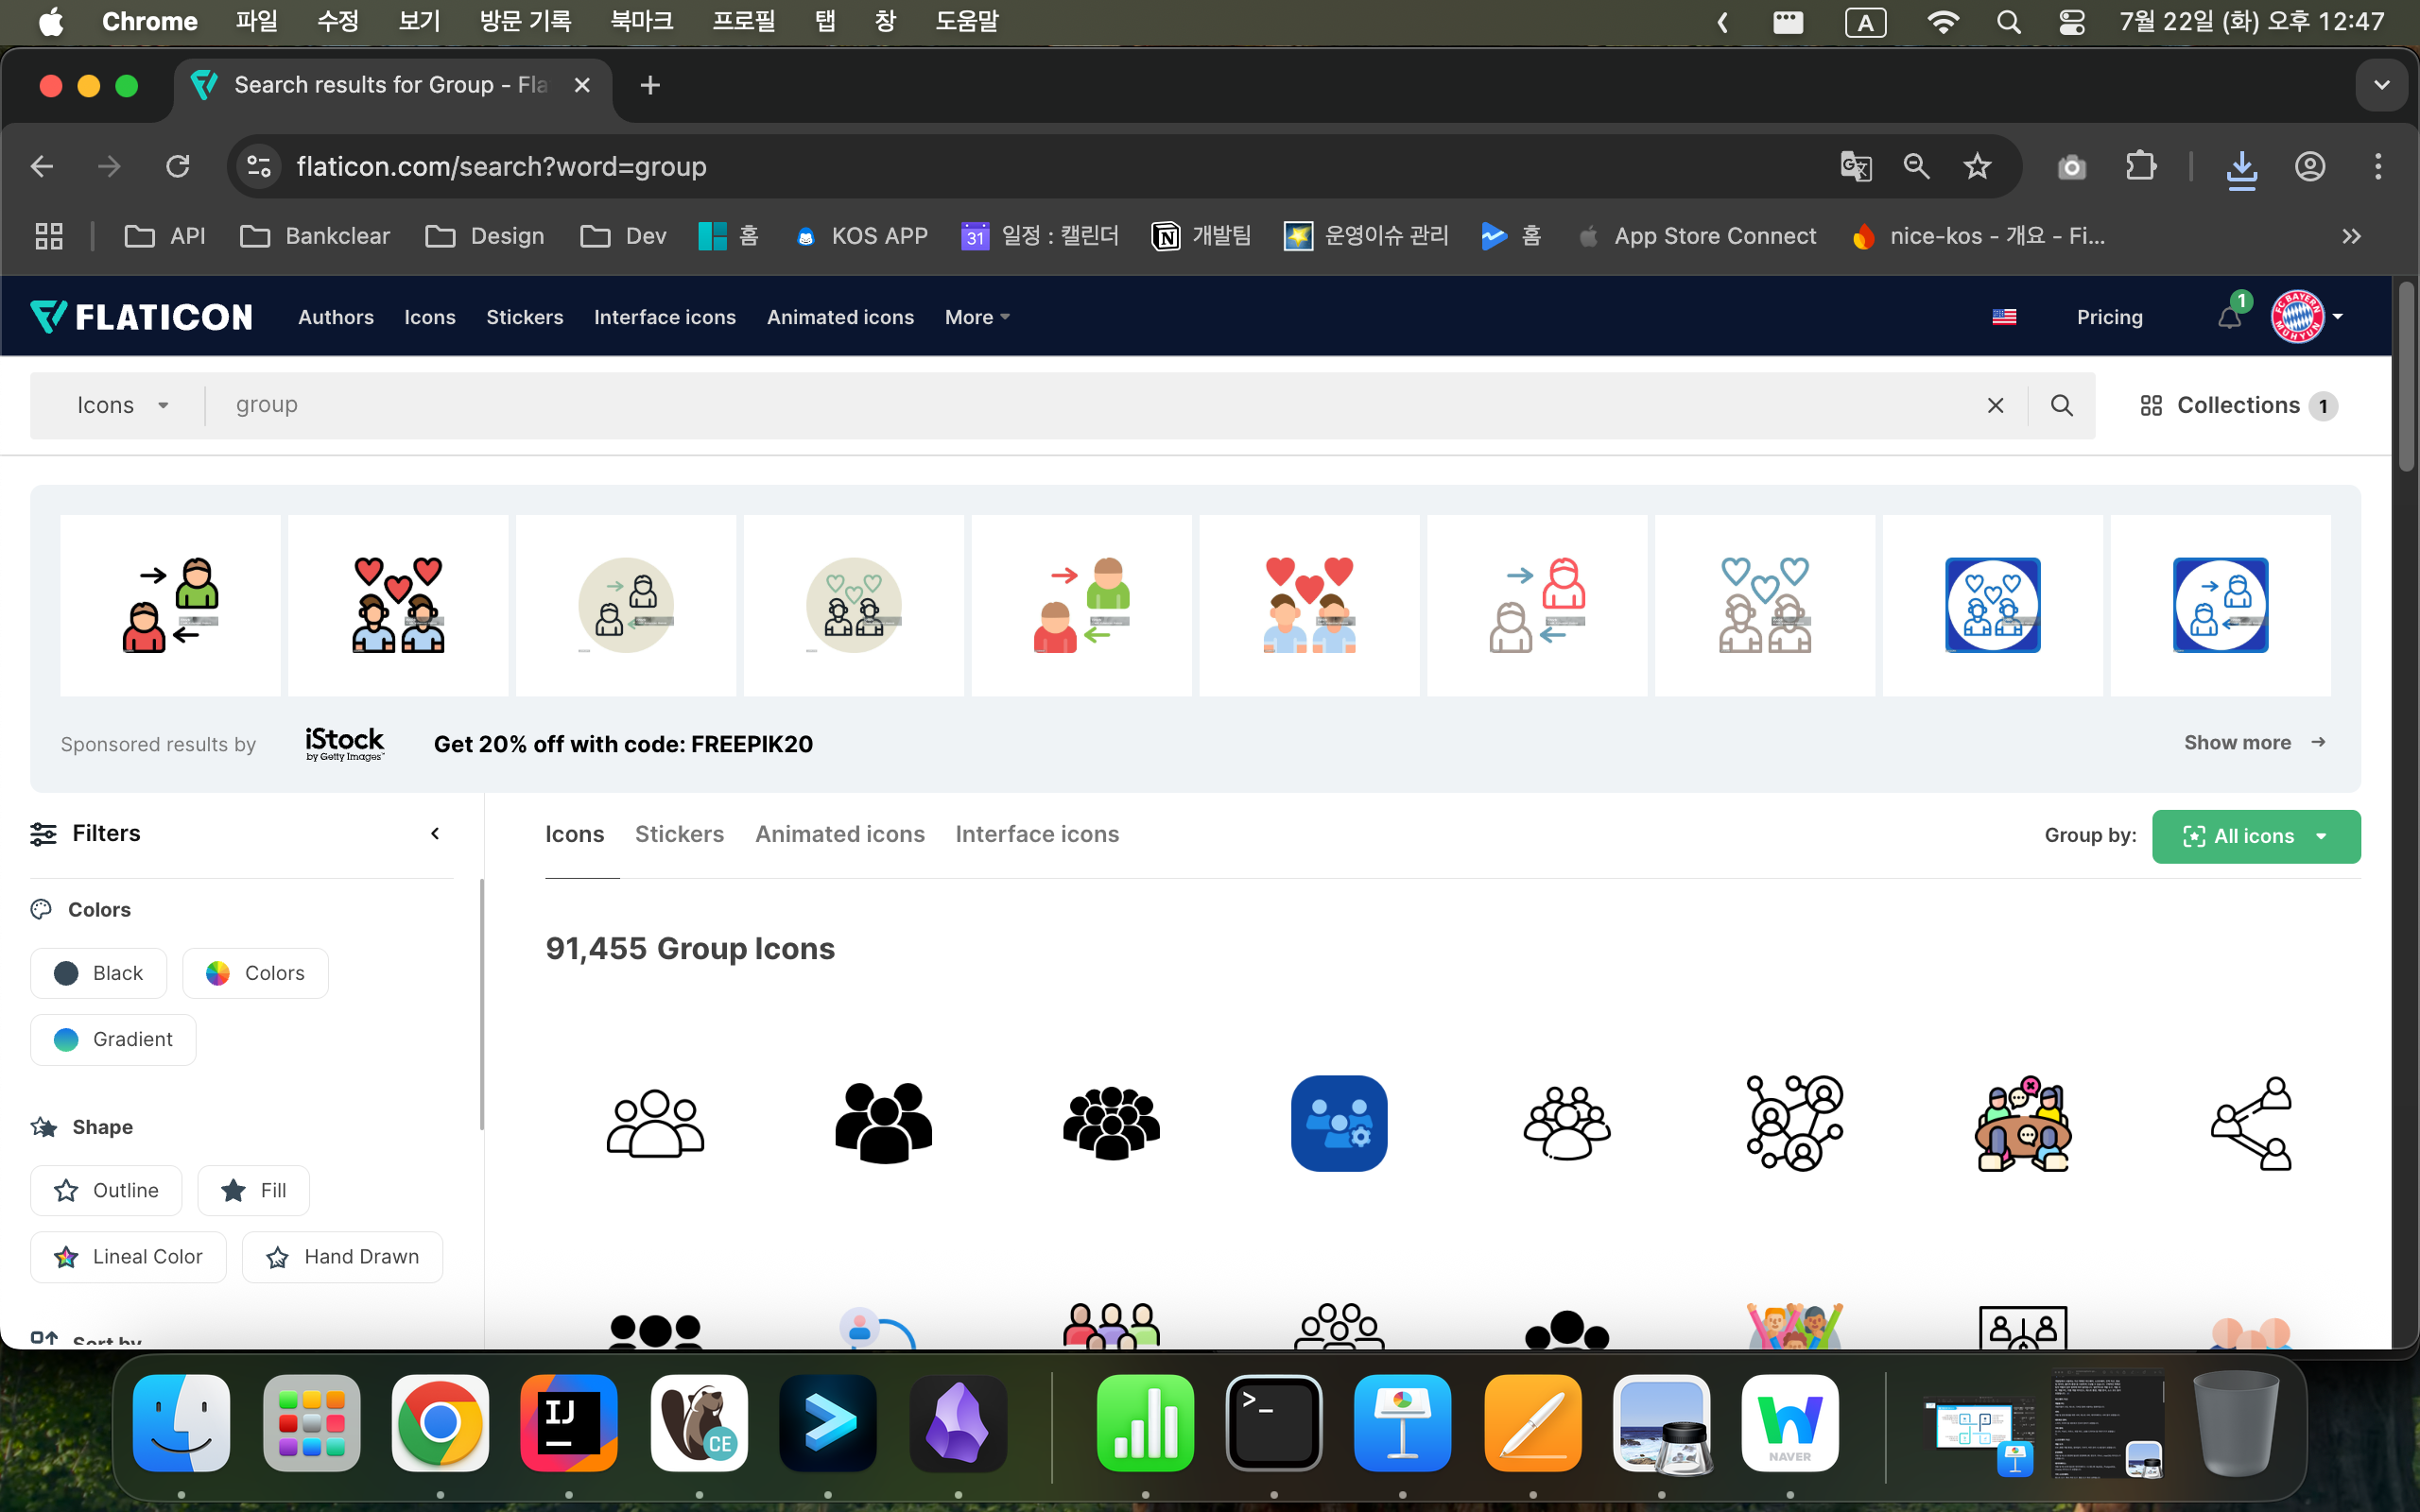 Chrome 파일 수정 보기 방문 기록 북마크 프로필 탭 창 도움말 A 7월 22일 (화) 오후 12:47
Search results for Group - Fla
flaticon.com/search?word=group
API Bankclear Design Dev 홈 KOS APP 31 일정 : 캘린더 개발팀 운영이슈 관리 홈 App Store Connect nice-kos - 개요 - Fi...
FLATICON Authors Icons Stickers Interface icons Animated icons More Pricing 1
Icons group Collections 1
Sponsored results by iStock by Getty Images™ Get 20% off with code: FREEPIK20 Show more
Filters Icons Stickers Animated icons Interface icons Group by: All icons
Colors
91,455 Group Icons
Black Colors
Gradient
Shape
Outline Fill
Lineal Color Hand Drawn
Sort by
IJ CE >_ NAVER